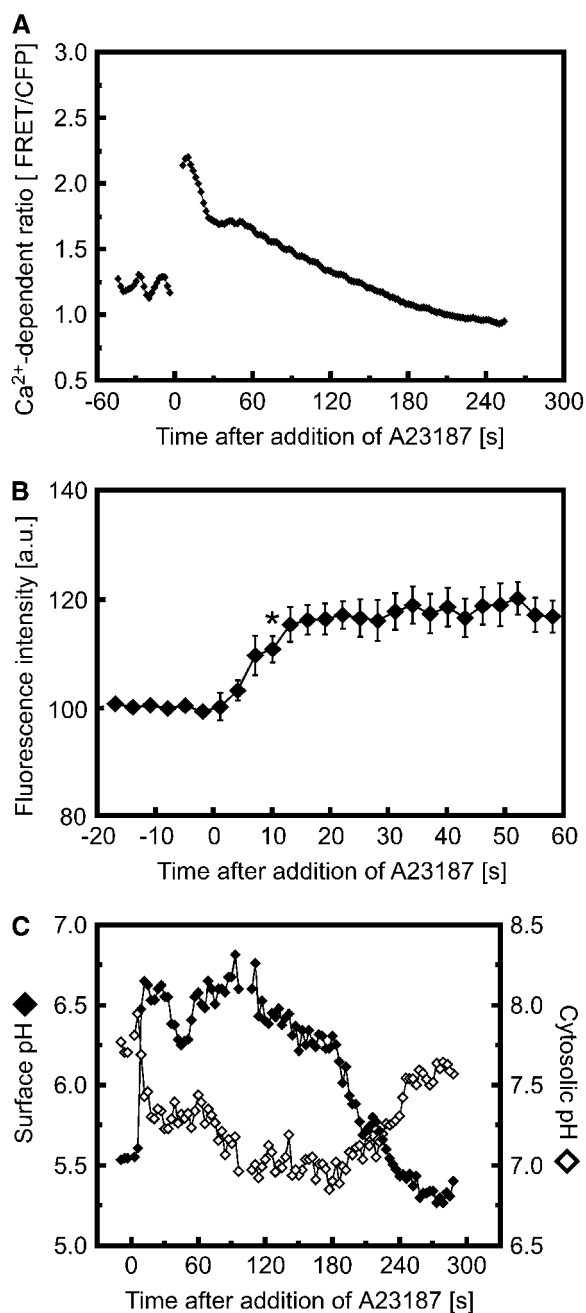 A
Ca2+-dependent ratio [ FRET/CFP]
3.0
2.5
2.0
1.5
1.0
0.5
-60 0 60 120 180 240 300
Time after addition of A23187 [s]
B
Fluorescence intensity [a.u.]
140
120
100
80
*
-20 -10 0 10 20 30 40 50 60
Time after addition of A23187 [s]
C
Surface pH
7.0
6.5
6.0
5.5
5.0
8.5
8.0
7.5
7.0
6.5
Cytosolic pH
0 60 120 180 240 300
Time after addition of A23187 [s]